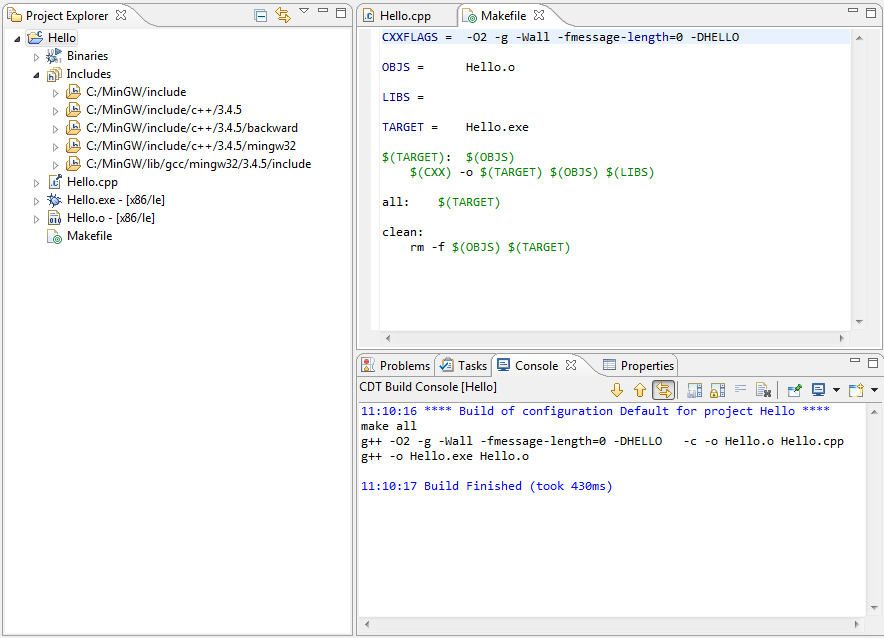 Project Explorer
Hello
Binaries
Includes
C:/MinGW/include
C:/MinGW/include/c++/3.4.5
C:/MinGW/include/c++/3.4.5/backward
C:/MinGW/include/c++/3.4.5/mingw32
C:/MinGW/lib/gcc/mingw32/3.4.5/include
Hello.cpp
Hello.exe - [x86/le]
Hello.o - [x86/le]
Makefile
Hello.cpp Makefile
CXXFLAGS = -O2 -g -Wall -fmessage-length=0 -DHELLO
OBJS = Hello.o
LIBS =
TARGET = Hello.exe
$(TARGET): $(OBJS)
$(CXX) -o $(TARGET) $(OBJS) $(LIBS)
all: $(TARGET)
clean:
rm -f $(OBJS) $(TARGET)
Problems Tasks Console Properties
CDT Build Console [Hello]
11:10:16 **** Build of configuration Default for project Hello ****
make all
g++ -O2 -g -Wall -fmessage-length=0 -DHELLO -c -o Hello.o Hello.cpp
g++ -o Hello.exe Hello.o
11:10:17 Build Finished (took 430ms)